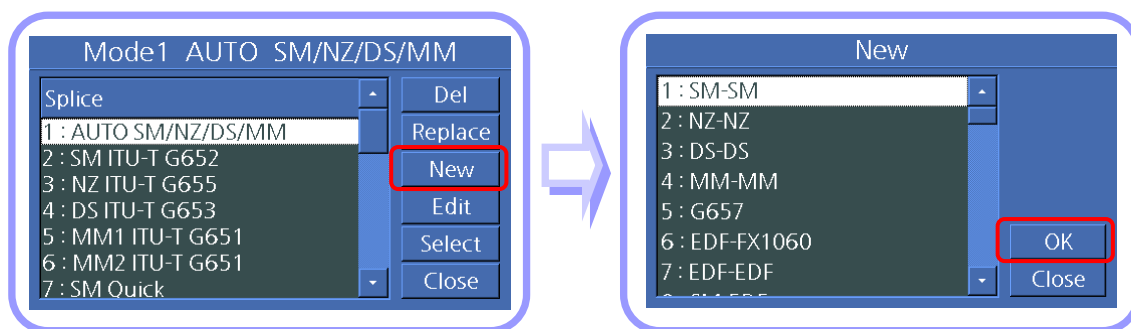 Mode1 AUTO SM/NZ/DS/MM
Splice
1 : AUTO SM/NZ/DS/MM
2 : SM ITU-T G652
3 : NZ ITU-T G655
4 : DS ITU-T G653
5 : MM1 ITU-T G651
6 : MM2 ITU-T G651
7 : SM Quick
Del
Replace
New
Edit
Select
Close
New
1 : SM-SM
2 : NZ-NZ
3 : DS-DS
4 : MM-MM
5 : G657
6 : EDF-FX1060
7 : EDF-EDF
OK
Close